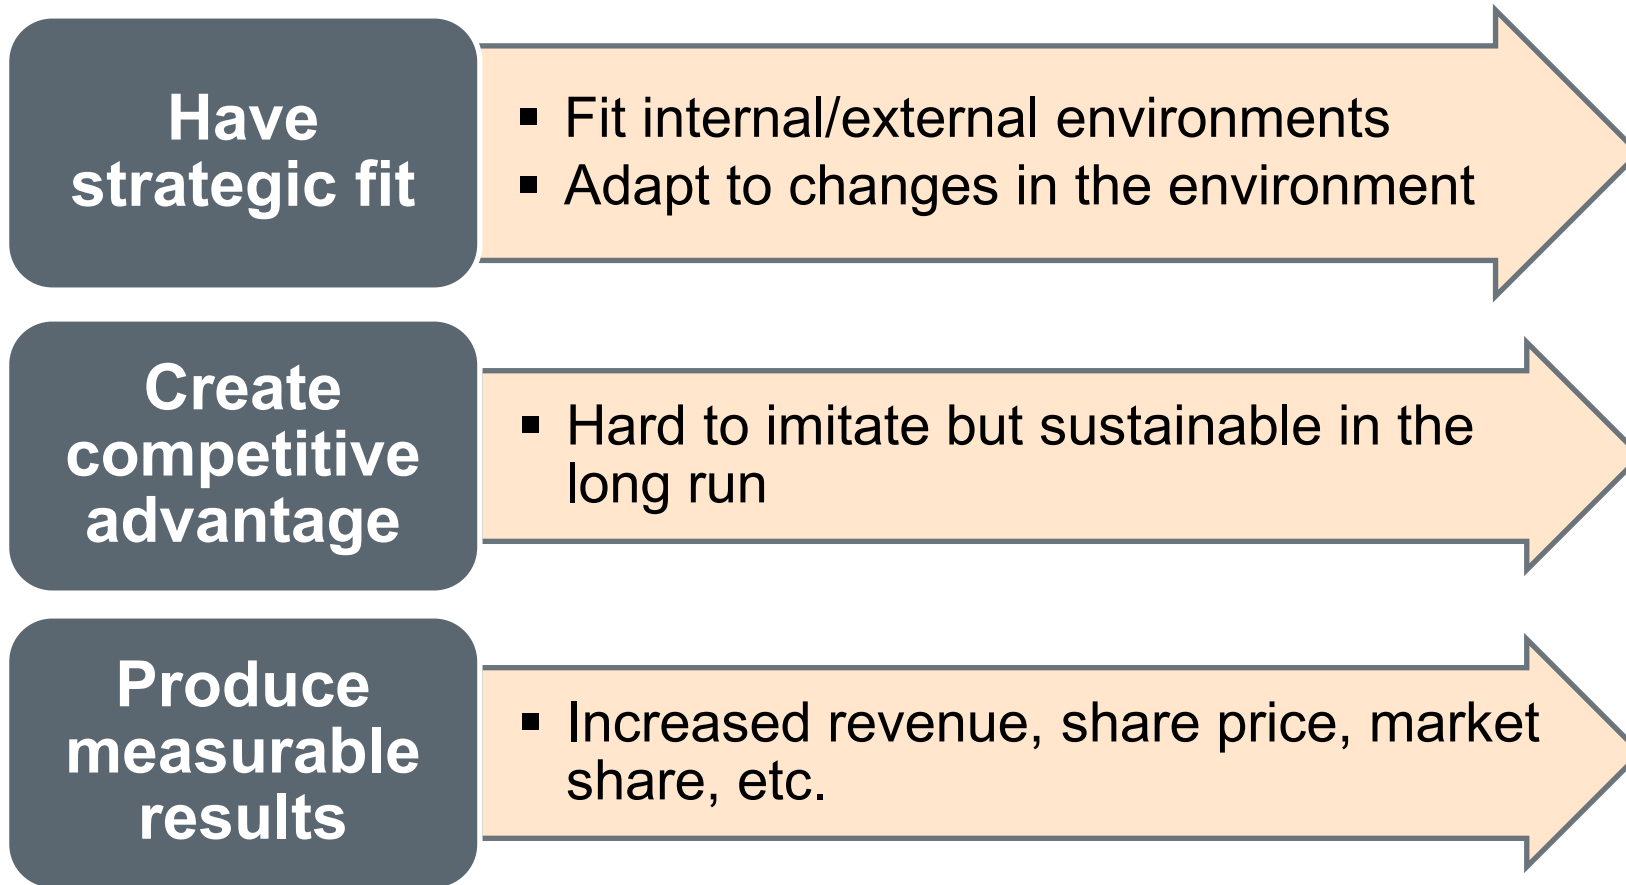 Have
strategic fit
▪ Fit internal/external environments
▪ Adapt to changes in the environment
Create
competitive
advantage
▪ Hard to imitate but sustainable in the
long run
Produce
measurable
results
▪ Increased revenue, share price, market
share, etc.